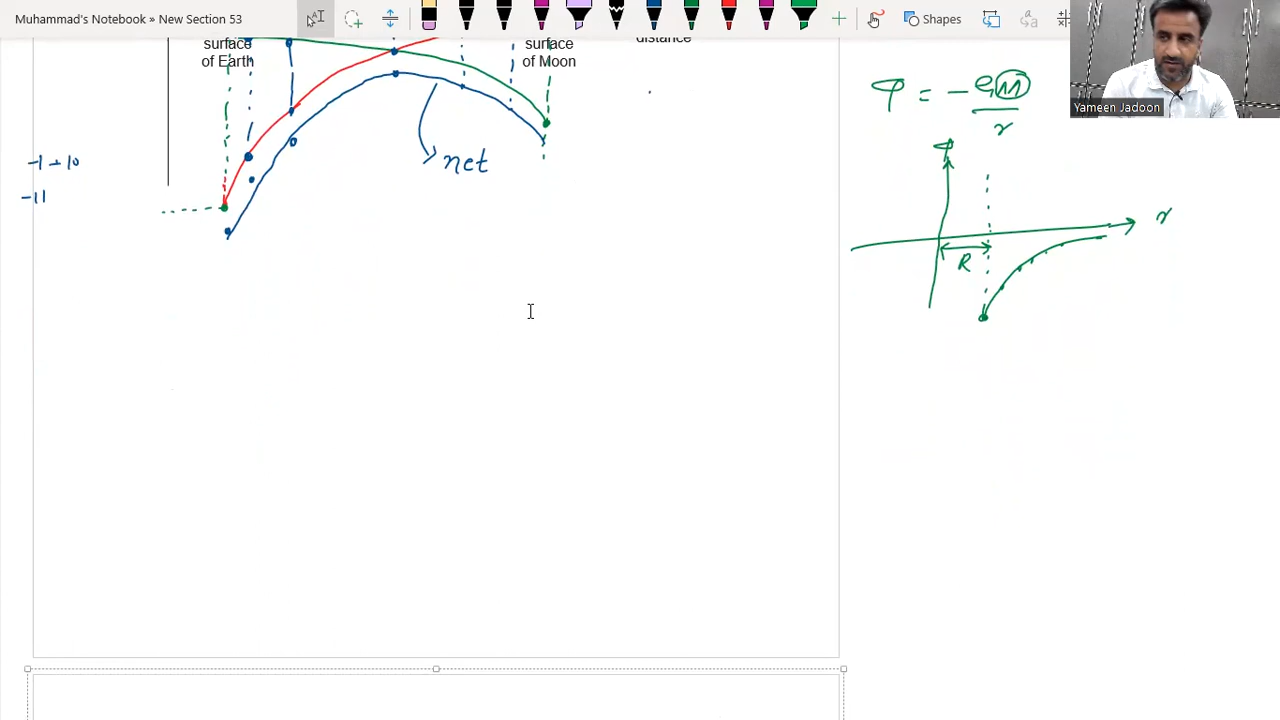 Muhammad's Notebook » New Section 53
Shapes
Yameen Jadoon
surface
of Earth
surface
of Moon
distance
net
-1 + 10
-11
φ = - GM
r
φ
r
R